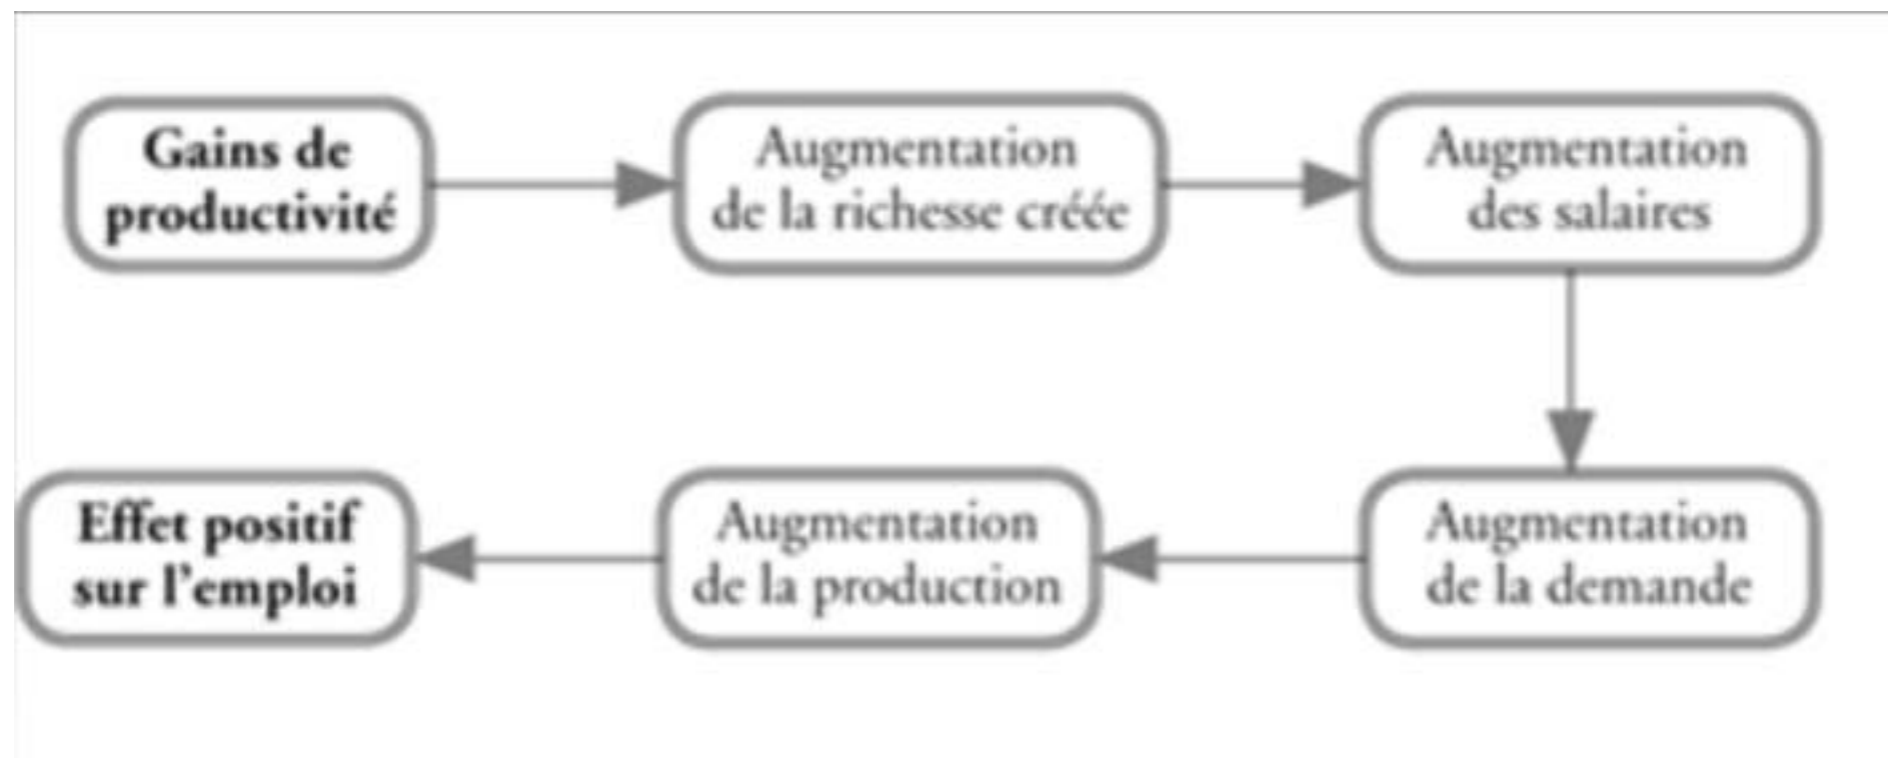 Gains de
productivité
Augmentation
de la richesse créée
Augmentation
des salaires
Augmentation
de la demande
Augmentation
de la production
Effet positif
sur l'emploi